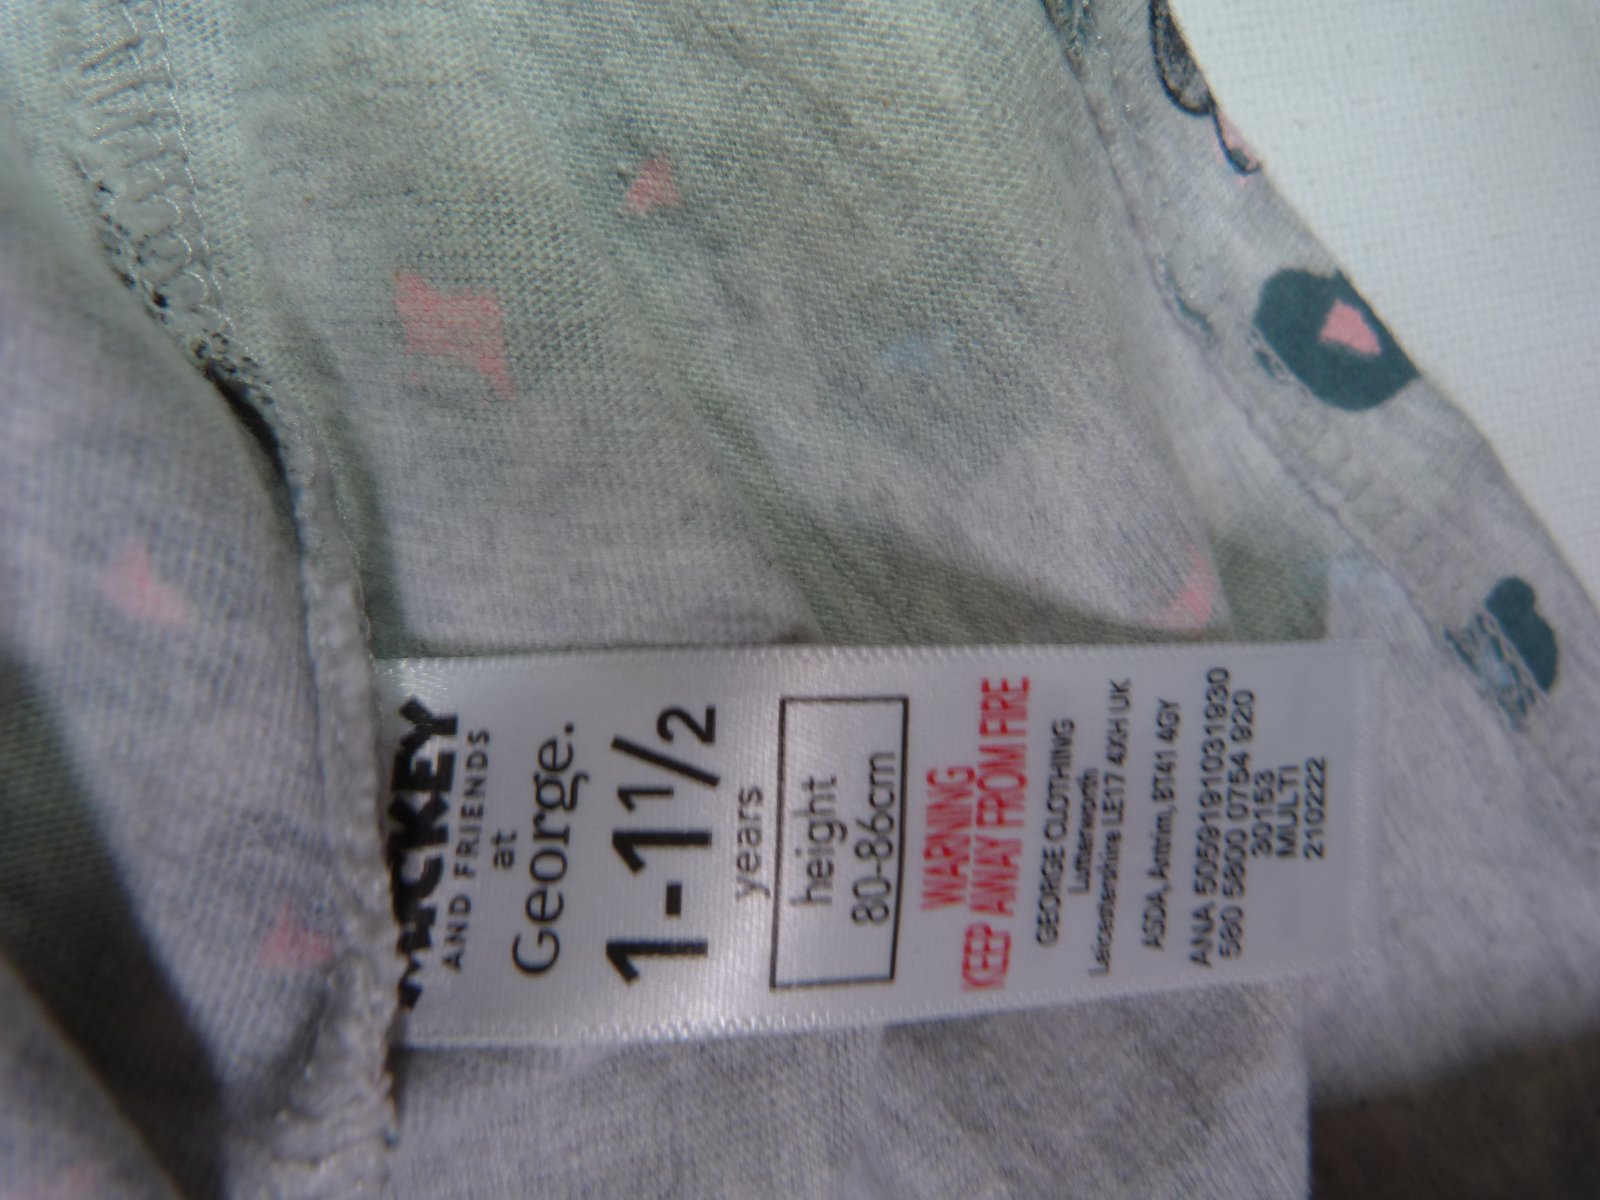 MICKEY
AND FRIENDS
at
George.
1-1½
years
height
80-86cm
WARNING
KEEP AWAY FROM FIRE
GEORGE CLOTHING
Lutterworth
Leicestershire LE17 4XH UK
ASDA, Antrim, BT41 4GY
ANA 5059191031930
580 5800 0754 920
30153
MULTI
210222